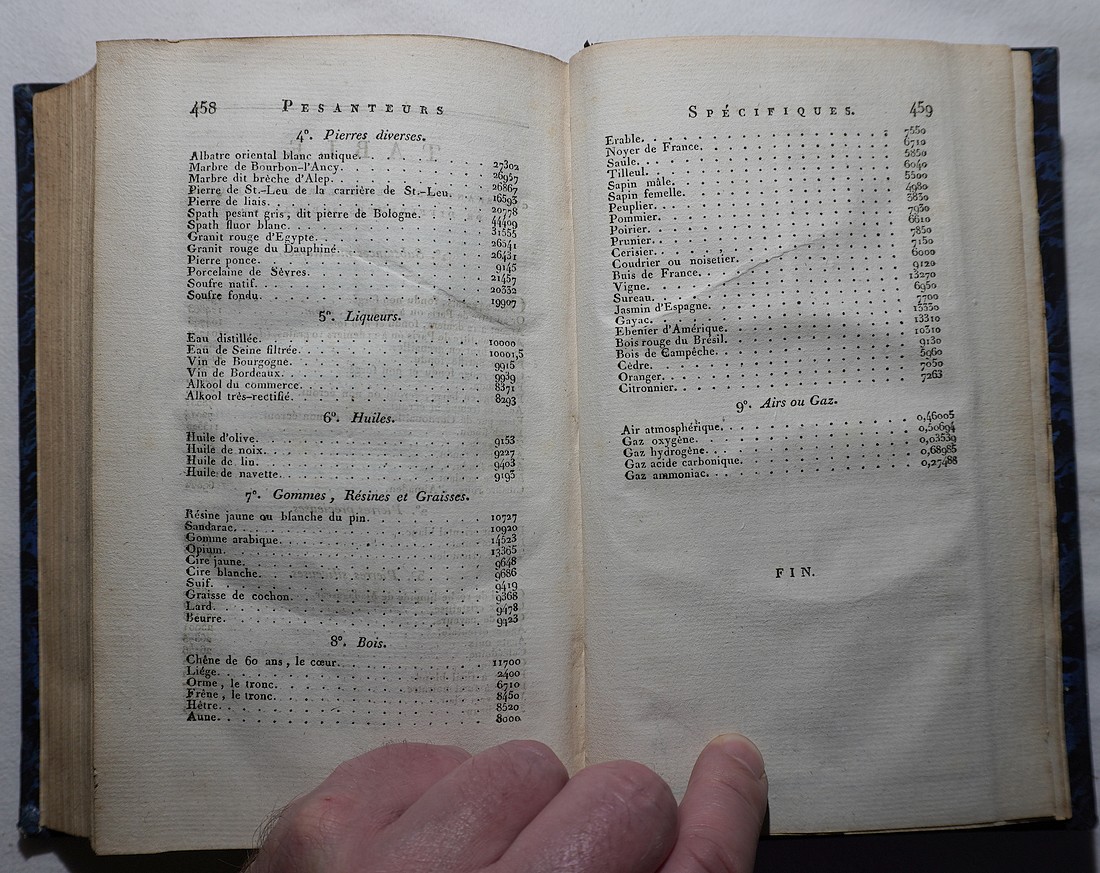 458 PESANTEURS
4°. Pierres diverses.
Albatre oriental blanc antique. 27302
Marbre de Bourbon-l'Ancy. 26957
Marbre dit brèche d'Alep. 26867
Pierre de St.-Leu de la carrière de St.-Leu. 16593
Pierre de liais. 20778
Spath pesant gris, dit pierre de Bologne. 44409
Spath fluor blanc. 31555
Granit rouge d'Egypte. 26541
Granit rouge du Dauphiné. 26431
Pierre ponce. 9145
Porcelaine de Sèvres. 21457
Soufre natif. 20332
Soufre fondu. 19907
5°. Liqueurs.
Eau distillée. 10000
Eau de Seine filtrée. 10001,5
Vin de Bourgogne. 9915
Vin de Bordeaux. 9939
Alkool du commerce. 8371
Alkool très-rectifié. 8293
6°. Huiles.
Huile d'olive. 9153
Huile de noix. 9227
Huile de lin. 9403
Huile de navette. 9193
7°. Gommes, Résines et Graisses.
Résine jaune ou blanche du pin. 10727
Sandarac. 10920
Gomme arabique. 14523
Opium. 13365
Cire jaune. 9648
Cire blanche. 9686
Suif. 9419
Graisse de cochon. 9368
Lard. 9478
Beurre. 9423
8°. Bois.
Chêne de 60 ans, le cœur. 11700
Liége. 2400
Orme, le tronc. 6710
Frêne, le tronc. 8450
Hêtre. 8520
Aune. 8000
SPÉCIFIQUES. 459
Erable. 7550
Noyer de France. 6710
Saule. 5850
Tilleul. 6040
Sapin mâle. 5500
Sapin femelle. 4980
Peuplier. 3830
Pommier. 7930
Poirier. 6610
Prunier. 7850
Cerisier. 7150
Coudrier ou noisetier. 6000
Buis de France. 9120
Vigne. 13270
Sureau. 6950
Jasmin d'Espagne. 7700
Gayac. 13330
Ebenier d'Amérique. 13310
Bois rouge du Brésil. 10310
Bois de Campêche. 9130
Cèdre. 5960
Oranger. 7050
Citronnier. 7263
9°. Airs ou Gaz.
Air atmosphérique. 0,46005
Gaz oxygène. 0,50694
Gaz hydrogène. 0,03539
Gaz acide carbonique. 0,68985
Gaz ammoniac. 0,27488
FIN.